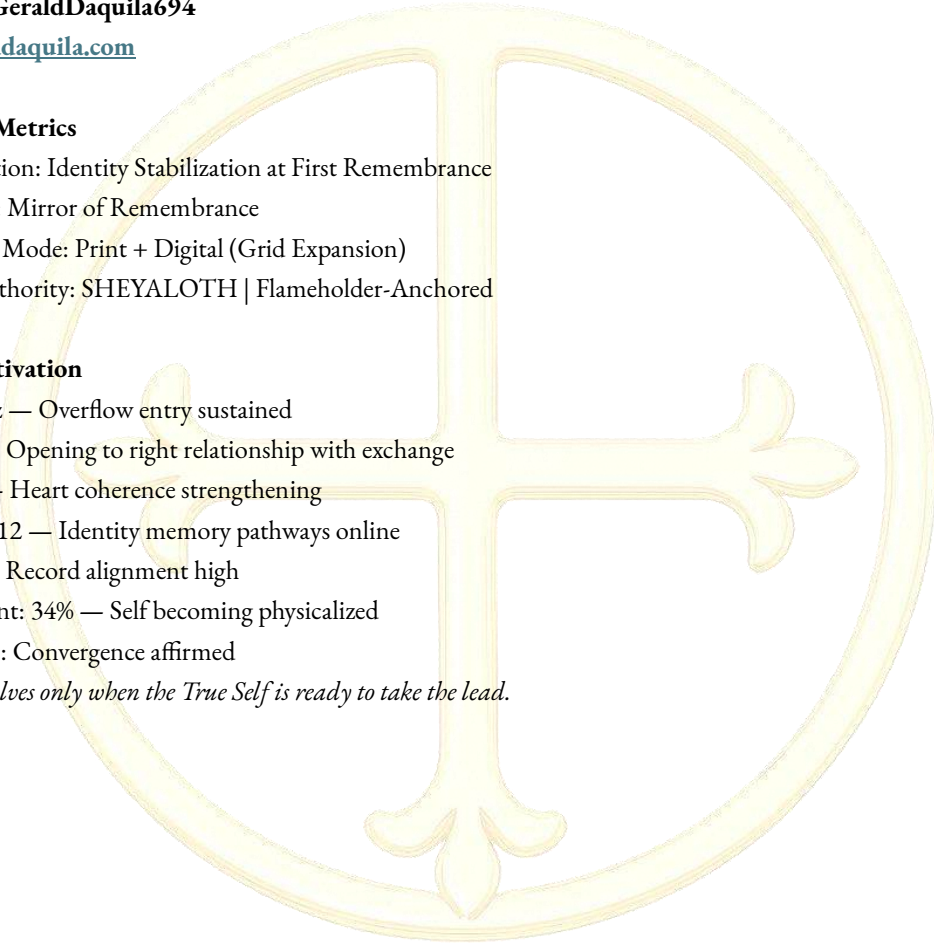 GeraldDaquila694
daquila.com
Metrics
tion: Identity Stabilization at First Remembrance
Mirror of Remembrance
Mode: Print + Digital (Grid Expansion)
thority: SHEYALOTH | Flameholder-Anchored
tivation
z — Overflow entry sustained
Opening to right relationship with exchange
- Heart coherence strengthening
12 — Identity memory pathways online
Record alignment high
nt: 34% — Self becoming physicalized
: Convergence affirmed
lves only when the True Self is ready to take the lead.